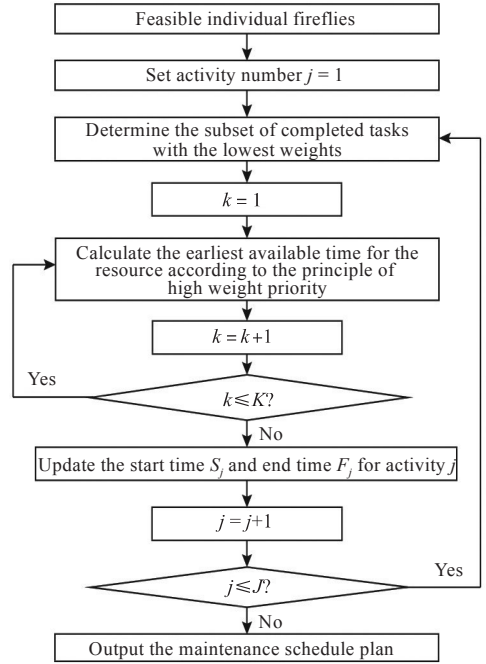 Feasible individual fireflies
Set activity number j = 1
Determine the subset of completed tasks
with the lowest weights
k = 1
Calculate the earliest available time for the
resource according to the principle of
high weight priority
k = k+1
Yes
k ≤ K?
No
Update the start time Sj and end time Fj for activity j
j = j+1
Yes
j ≤ J?
No
Output the maintenance schedule plan